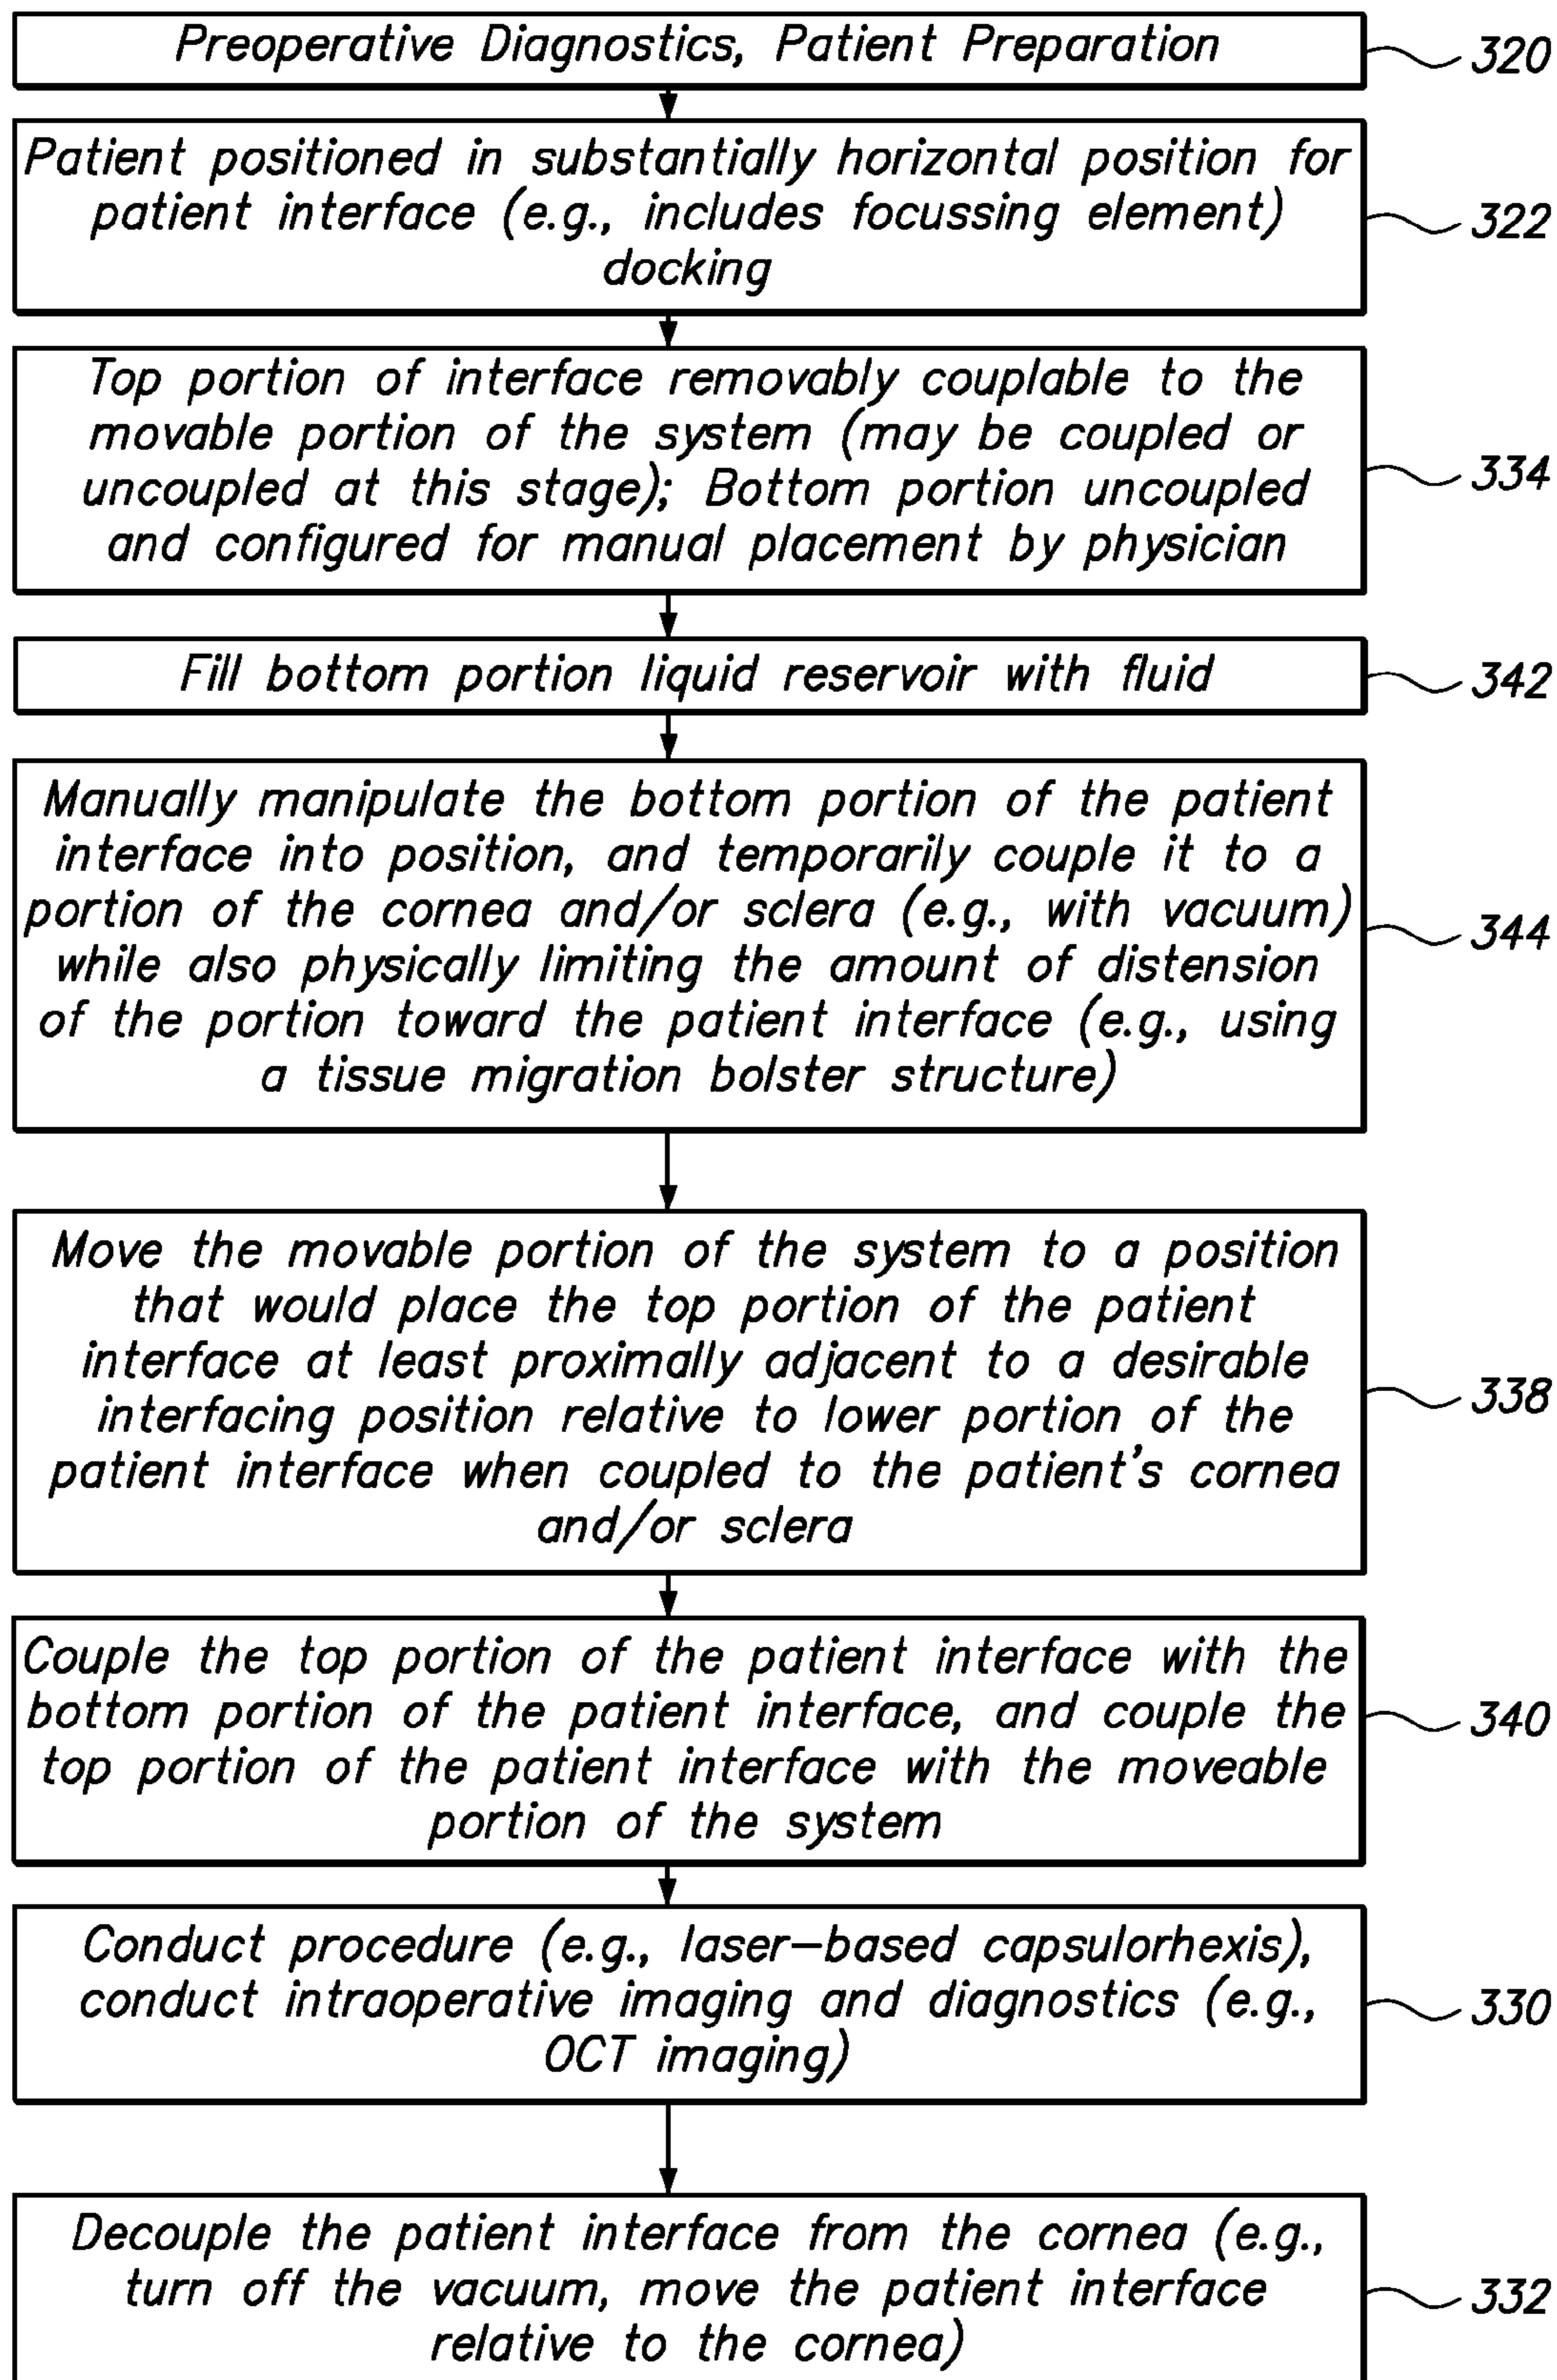 Preoperative Diagnostics, Patient Preparation
320
Patient positioned in substantially horizontal position for
patient interface (e.g., includes focussing element)
docking
322
Top portion of interface removably couplable to the
movable portion of the system (may be coupled or
uncoupled at this stage); Bottom portion uncoupled
and configured for manual placement by physician
334
Fill bottom portion liquid reservoir with fluid
342
Manually manipulate the bottom portion of the patient
interface into position, and temporarily couple it to a
portion of the cornea and/or sclera (e.g., with vacuum)
while also physically limiting the amount of distension
of the portion toward the patient interface (e.g., using
a tissue migration bolster structure)
344
Move the movable portion of the system to a position
that would place the top portion of the patient
interface at least proximally adjacent to a desirable
interfacing position relative to lower portion of the
patient interface when coupled to the patient's cornea
and/or sclera
338
Couple the top portion of the patient interface with the
bottom portion of the patient interface, and couple the
top portion of the patient interface with the moveable
portion of the system
340
Conduct procedure (e.g., laser-based capsulorhexis),
conduct intraoperative imaging and diagnostics (e.g.,
OCT imaging)
330
Decouple the patient interface from the cornea (e.g.,
turn off the vacuum, move the patient interface
relative to the cornea)
332